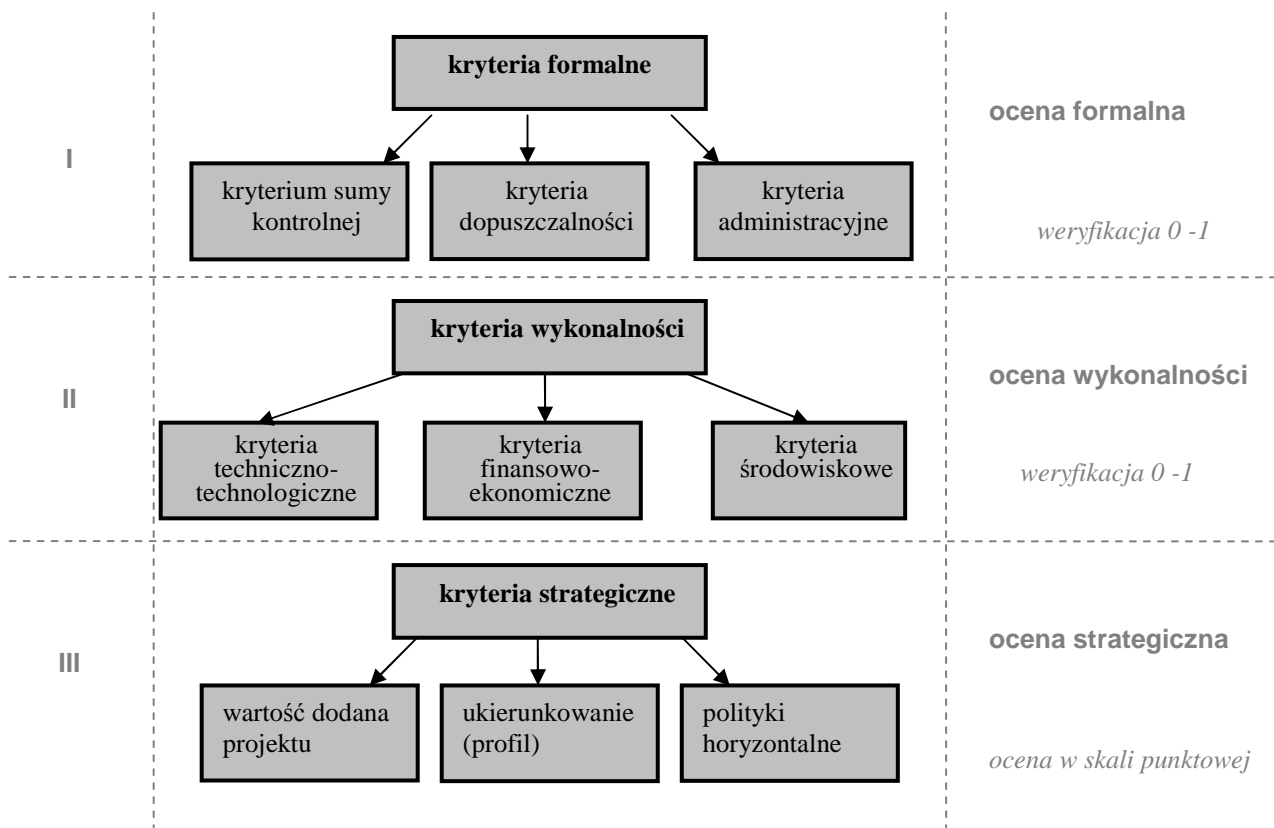 kryteria formalne
ocena formalna
I
kryterium sumy
kontrolnej
kryteria
dopuszczalności
kryteria
administracyjne
weryfikacja 0 -1
kryteria wykonalności
ocena wykonalności
II
kryteria
techniczno-
technologiczne
kryteria
finansowo-
ekonomiczne
kryteria
środowiskowe
weryfikacja 0 -1
kryteria strategiczne
ocena strategiczna
III
wartość dodana
projektu
ukierunkowanie
(profil)
polityki
horyzontalne
ocena w skali punktowej